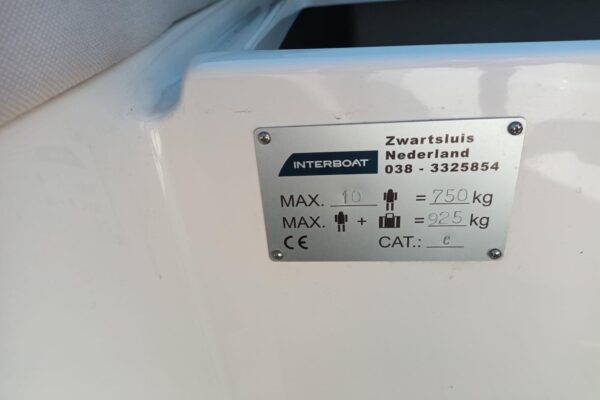 INTERBOAT
Zwartsluis
Nederland
038 - 3325854
MAX. 10 = 750 kg
MAX. + = 925 kg
CE CAT.: C